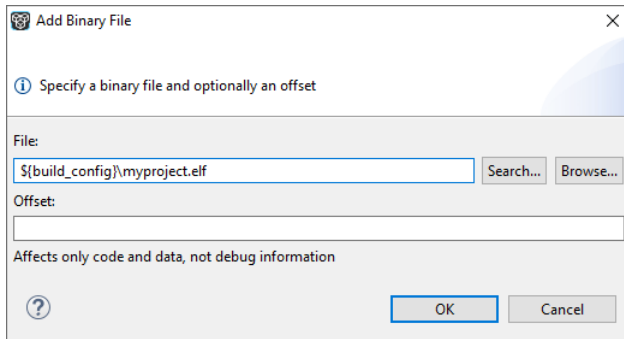 Add Binary File
Specify a binary file and optionally an offset
File:
${build_config}\myproject.elf Search... Browse...
Offset:
Affects only code and data, not debug information
OK Cancel